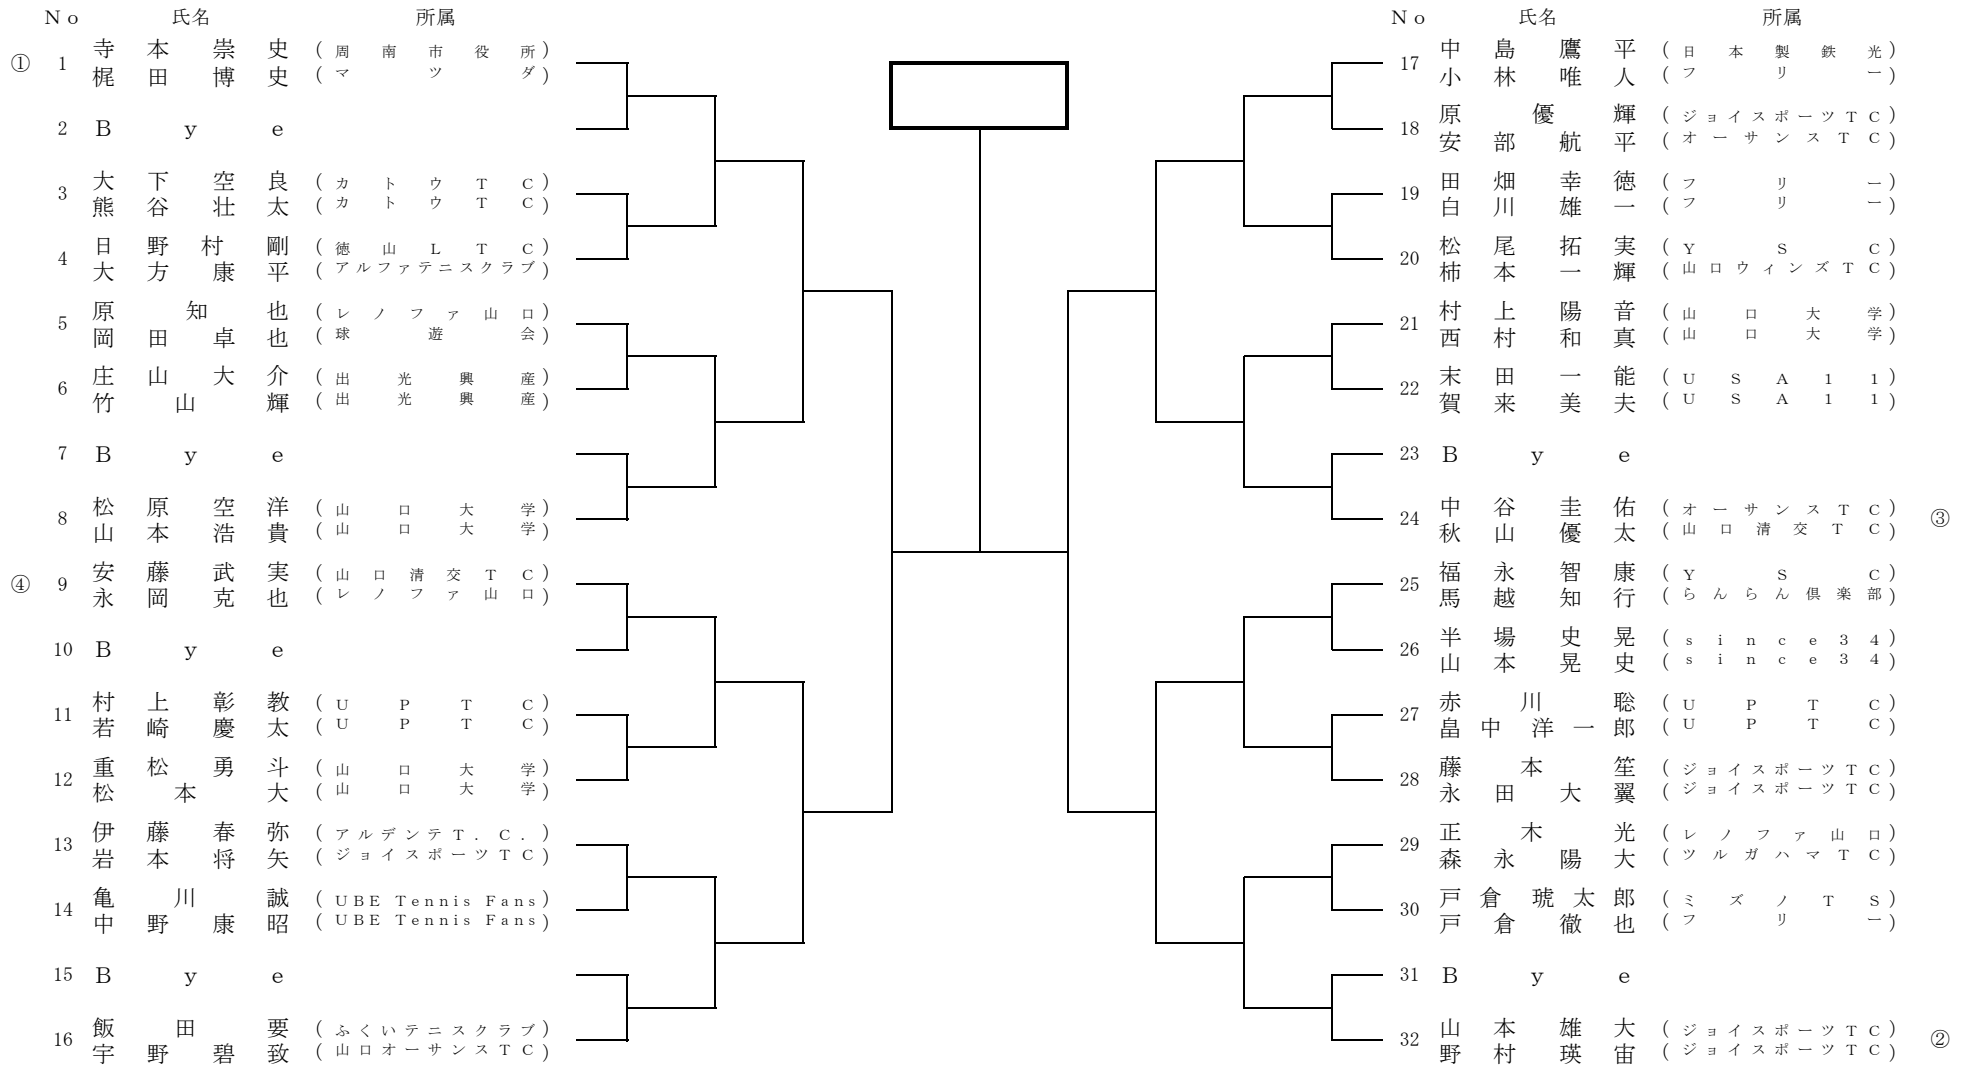 No 氏名 所属
① 1 寺本崇史 (周南市役所)
梶田博史 (マツダ)
2 Bye
3 大下空良 (カトウTC)
熊谷壮太 (カトウTC)
4 日野村剛 (徳山LTC)
大方康平 (アルファテニスクラブ)
5 原知也 (レノファ山口)
岡田卓也 (球遊会)
6 庄山大介 (出光興産)
竹山輝 (出光興産)
7 Bye
8 松原空洋 (山口大学)
山本浩貴 (山口大学)
④ 9 安藤武実 (山口清交TC)
永岡克也 (レノファ山口)
10 Bye
11 村上彰教 (UPTC)
若崎慶太 (UPTC)
12 重松勇斗 (山口大学)
松本大 (山口大学)
13 伊藤春弥 (アルデンテT.C.)
岩本将矢 (ジョイスポーツTC)
14 亀川誠 (UBE Tennis Fans)
中野康昭 (UBE Tennis Fans)
15 Bye
16 飯田要 (ふくいテニスクラブ)
宇野碧致 (山口オーサンスTC)
No 氏名 所属
17 中島鷹平 (日本製鉄光)
小林唯人 (フリー)
18 原優輝 (ジョイスポーツTC)
安部航平 (オーサンスTC)
19 田畑幸徳 (フリー)
白川雄一 (フリー)
20 松尾拓実 (YSC)
柿本一輝 (山口ウィンズTC)
21 村上陽音 (山口大学)
西村和真 (山口大学)
22 末田一能 (USA11)
賀来美夫 (USA11)
23 Bye
24 中谷圭佑 (オーサンスTC) ③
秋山優太 (山口清交TC)
25 福永智康 (YSC)
馬越知行 (らんらん倶楽部)
26 半場史晃 (since34)
山本晃史 (since34)
27 赤川聡 (UPTC)
畠中洋一郎 (UPTC)
28 藤本笙 (ジョイスポーツTC)
永田大翼 (ジョイスポーツTC)
29 正木光 (レノファ山口)
森永陽大 (ツルガハマTC)
30 戸倉琥太郎 (ミズノTS)
戸倉徹也 (フリー)
31 Bye
32 山本雄大 (ジョイスポーツTC) ②
野村瑛宙 (ジョイスポーツTC)